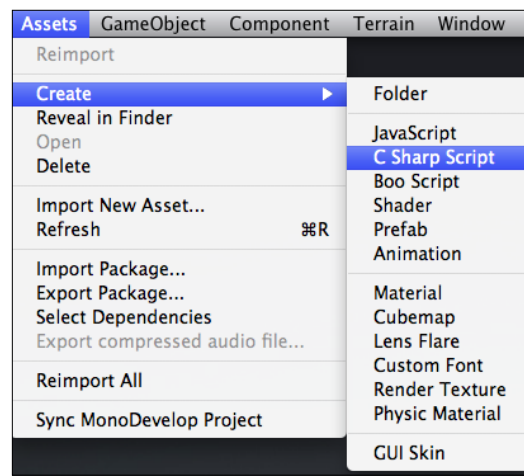 Assets GameObject Component Terrain Window
Reimport
Create
Reveal in Finder
Open
Delete
Import New Asset...
Refresh ⌘R
Import Package...
Export Package...
Select Dependencies
Export compressed audio file...
Reimport All
Sync MonoDevelop Project
Folder
JavaScript
C Sharp Script
Boo Script
Shader
Prefab
Animation
Material
Cubemap
Lens Flare
Custom Font
Render Texture
Physic Material
GUI Skin